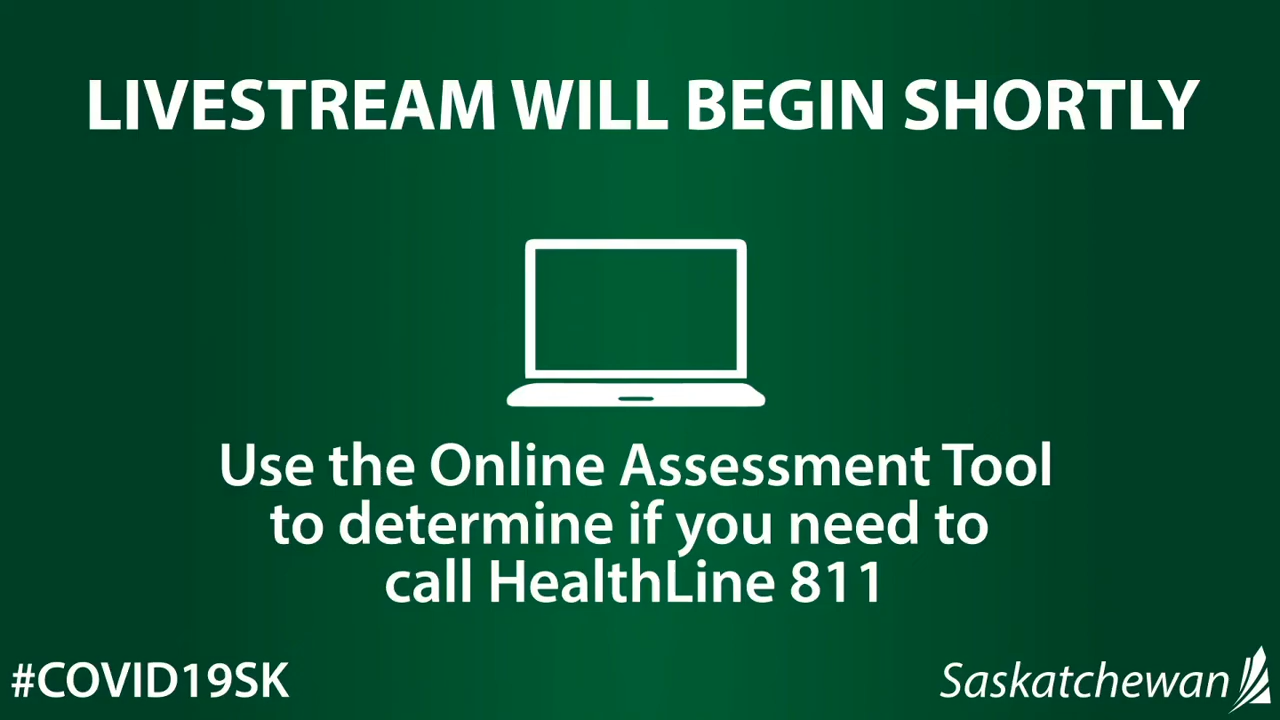 LIVESTREAM WILL BEGIN SHORTLY
Use the Online Assessment Tool
to determine if you need to
call HealthLine 811
#COVID19SK
Saskatchewan